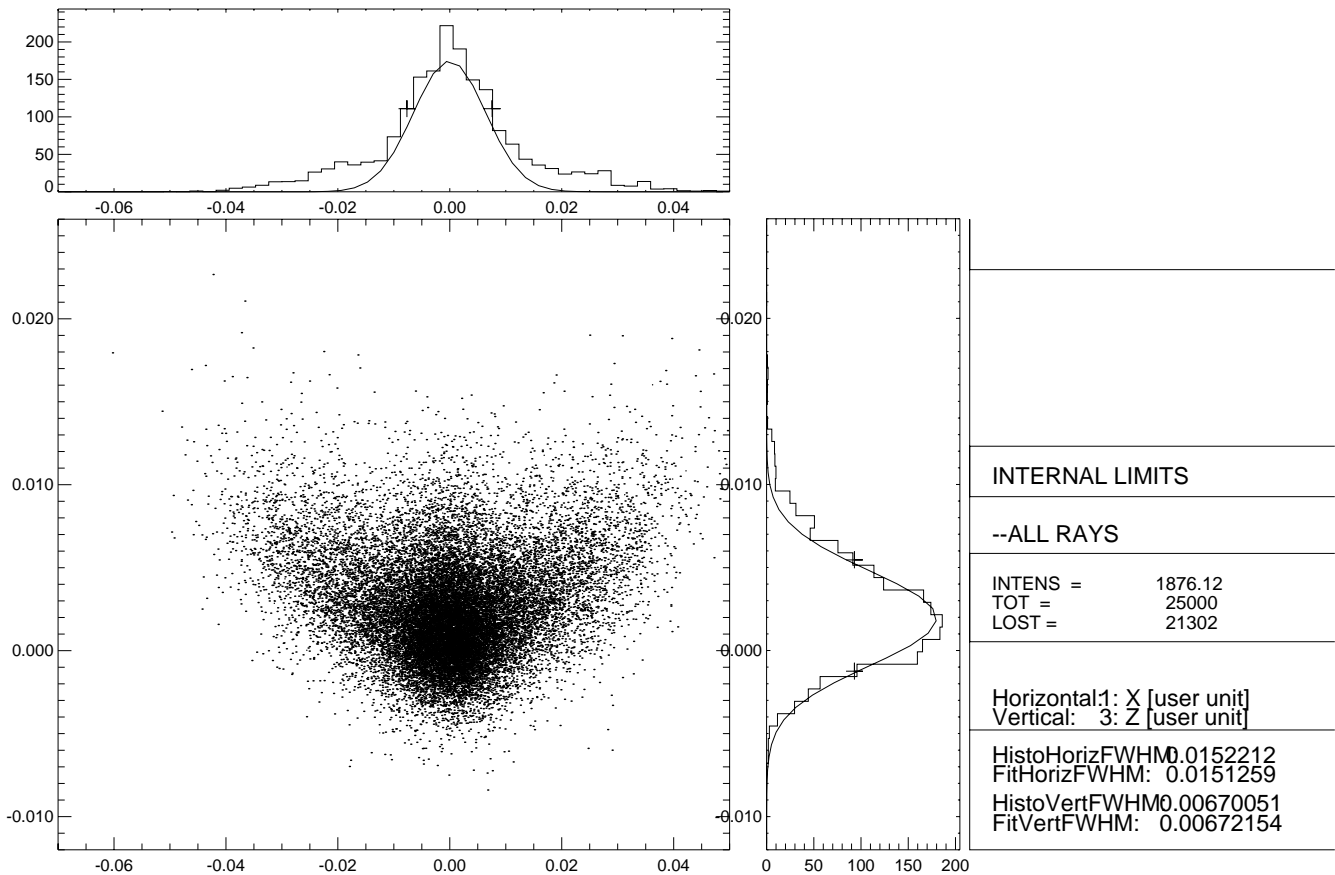 200
150
100
50
0
-0.06 -0.04 -0.02 0.00 0.02 0.04
0.020
0.010
0.000
-0.010
-0.06 -0.04 -0.02 0.00 0.02 0.04
0.020
0.010
0.000
-0.010
0 50 100 150 200
INTERNAL LIMITS
--ALL RAYS
INTENS = 1876.12
TOT = 25000
LOST = 21302
Horizontal:1: X [user unit]
Vertical: 3: Z [user unit]
HistoHorizFWHM:0.0152212
FitHorizFWHM: 0.0151259
HistoVertFWHM:0.00670051
FitVertFWHM: 0.00672154